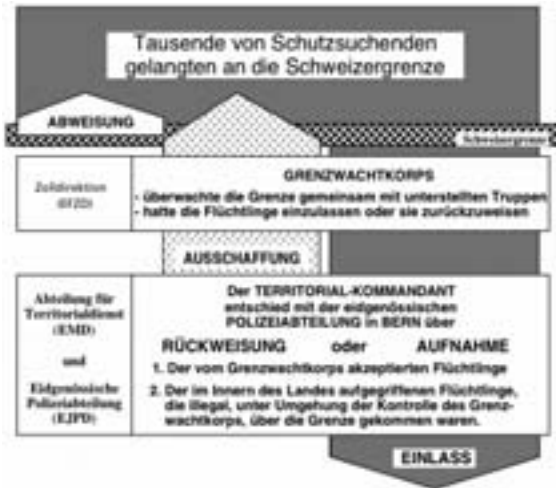 Tausende von Schutzsuchenden
gelangten an die Schweizergrenze
ABWEISUNG
Schweizergrenze
Zolldirektion
GRENZWACHTKORPS
- überwachte die Grenze gemeinsam mit unterstellten Truppen
- hatte die Flüchtlinge einzulassen oder sie zurückzuweisen
AUSSCHAFFUNG
Abteilung für
Territorialdienst
(EMD)
und
Eidgenössische
Polizeiabteilung
(EJPD)
Der TERRITORIAL-KOMMANDANT
entschied mit der eidgenössischen
POLIZEIABTEILUNG in BERN über
RÜCKWEISUNG oder AUFNAHME
1. Der vom Grenzwachtkorps akzeptierten Flüchtlinge
2. Der im Innern des Landes aufgegriffenen Flüchtlinge,
die illegal, unter Umgehung der Kontrolle des Grenz-
wachtkorps, über die Grenze gekommen waren.
EINLASS